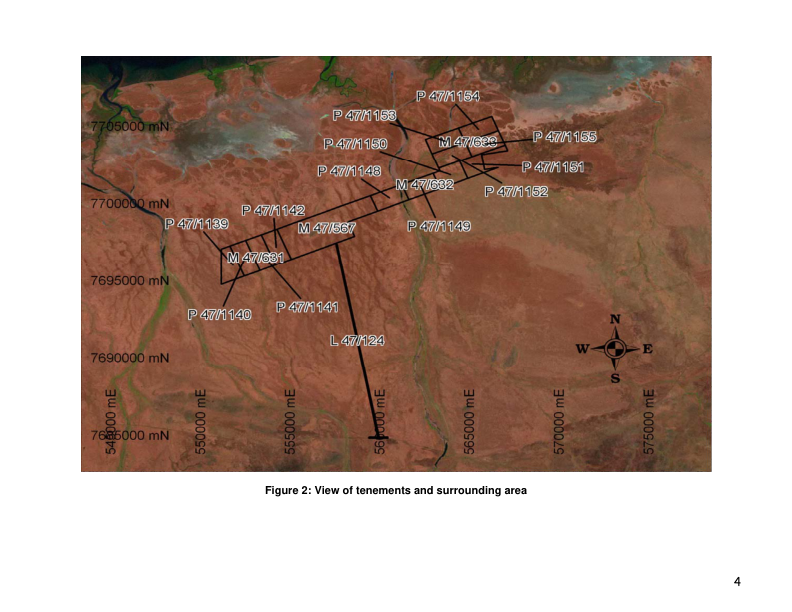 P 47/1154
P 47/1153
7705000 mN
P 47/1155
M 47/633
P 47/1150
P 47/1151
P 47/1148
M 47/632
P 47/1152
7700000 mN
P 47/1142
P 47/1139
P 47/1149
M 47/567
M 47/631
7695000 mN
P 47/1141
P 47/1140
N
L 47/124
W
E
7690000 mN
S
545000 mE
550000 mE
555000 mE
560000 mE
565000 mE
570000 mE
575000 mE
7685000 mN
Figure 2: View of tenements and surrounding area
4